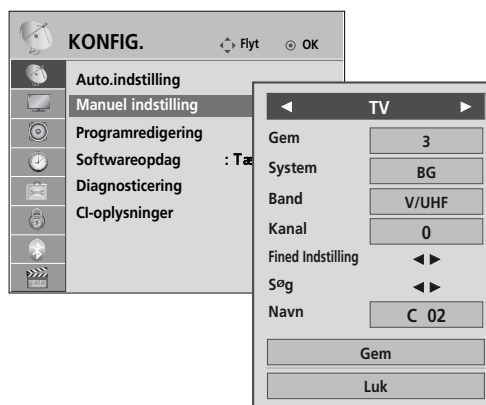 KONFIG.
Flyt
OK
Auto.indstilling
Manuel indstilling
Programredigering
Softwareopdag : Tæ
Diagnosticering
CI-oplysninger
TV
Gem 3
System BG
Band V/UHF
Kanal 0
Fined Indstilling
Søg
Navn C 02
Gem
Luk